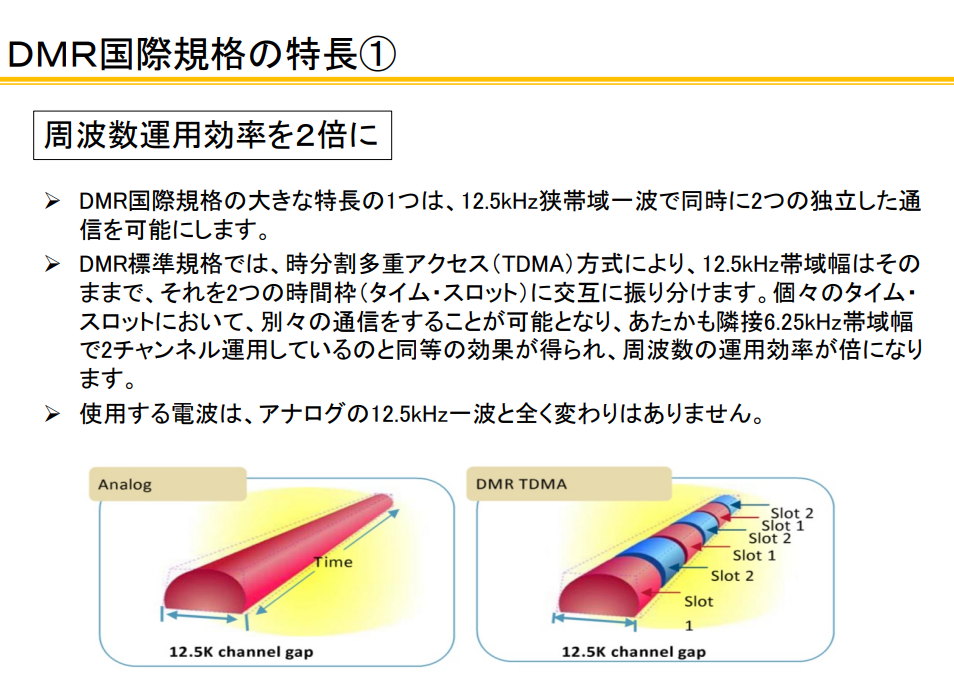 DMR国際規格の特長①
周波数運用効率を2倍に
➢ DMR国際規格の大きな特長の1つは、12.5kHz狭帯域一波で同時に2つの独立した通
信を可能にします。
➢ DMR標準規格では、時分割多重アクセス（TDMA）方式により、12.5kHz帯域幅はその
ままで、それを2つの時間枠（タイム・スロット）に交互に振り分けます。個々のタイム・
スロットにおいて、別々の通信をすることが可能となり、あたかも隣接6.25kHz帯域幅
で2チャンネル運用しているのと同等の効果が得られ、周波数の運用効率が倍になり
ます。
➢ 使用する電波は、アナログの12.5kHz一波と全く変わりはありません。
Analog
Time
12.5K channel gap
DMR TDMA
Slot 2
Slot 1
Slot 2
Slot 1
Slot 2
Slot
1
12.5K channel gap